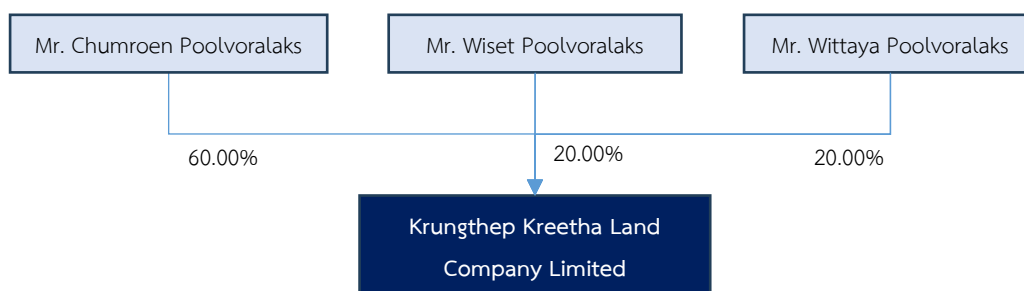 Mr. Chumroen Poolvoralaks
Mr. Wiset Poolvoralaks
Mr. Wittaya Poolvoralaks
60.00%
20.00%
20.00%
Krungthep Kreetha Land
Company Limited